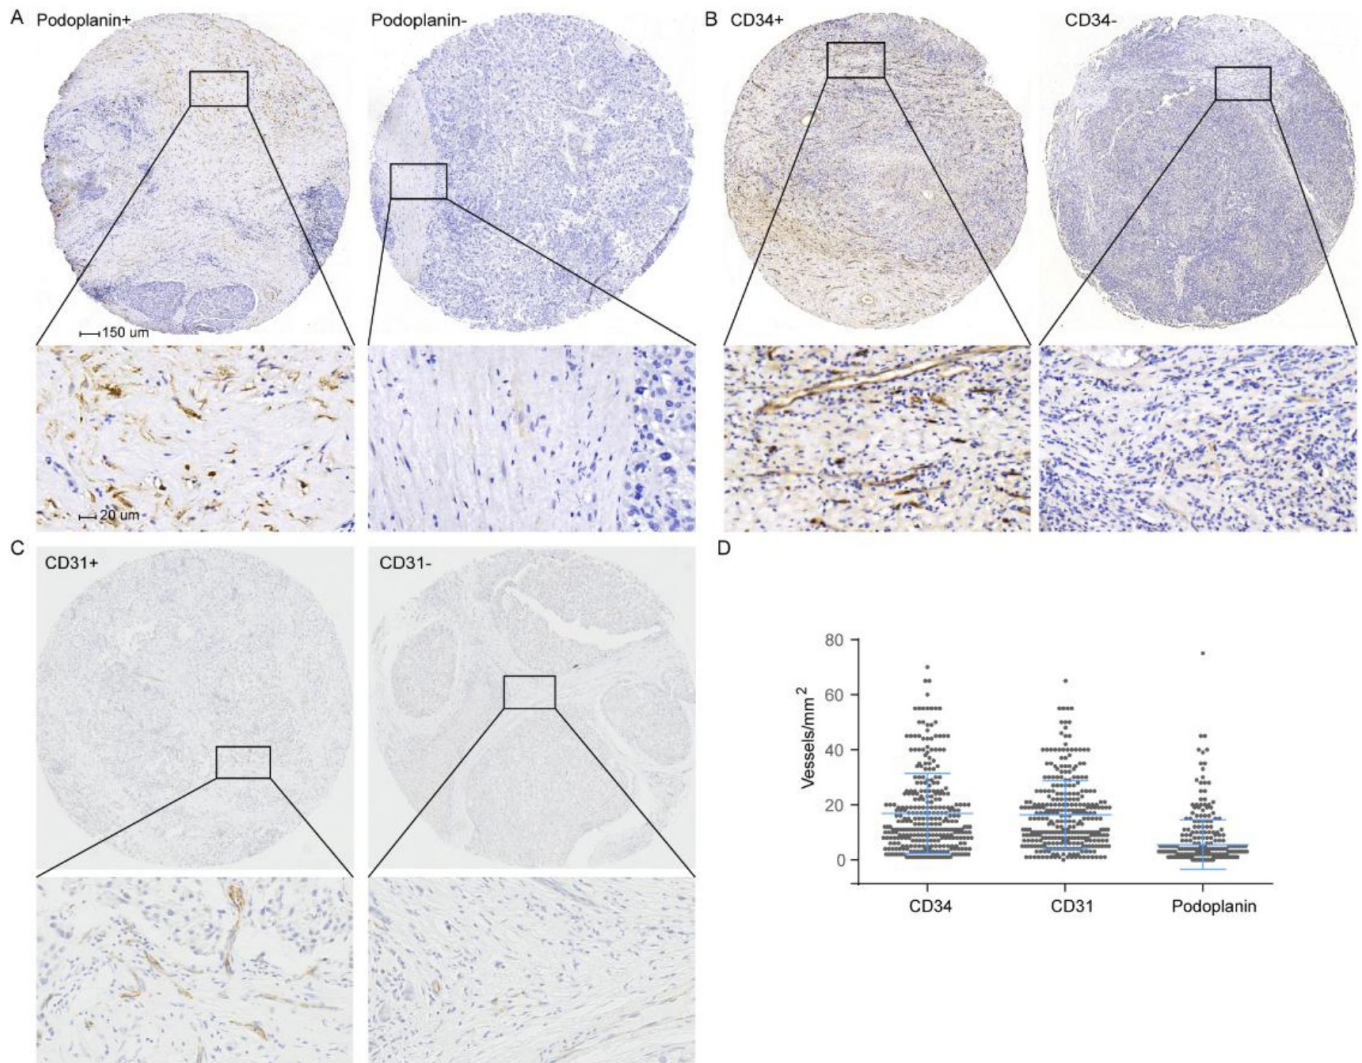 A
Podoplanin+
Podoplanin-
B
CD34+
CD34-
150 um
20 um
C
CD31+
CD31-
D
80
60
40
20
0
Vessels/mm²
CD34
CD31
Podoplanin